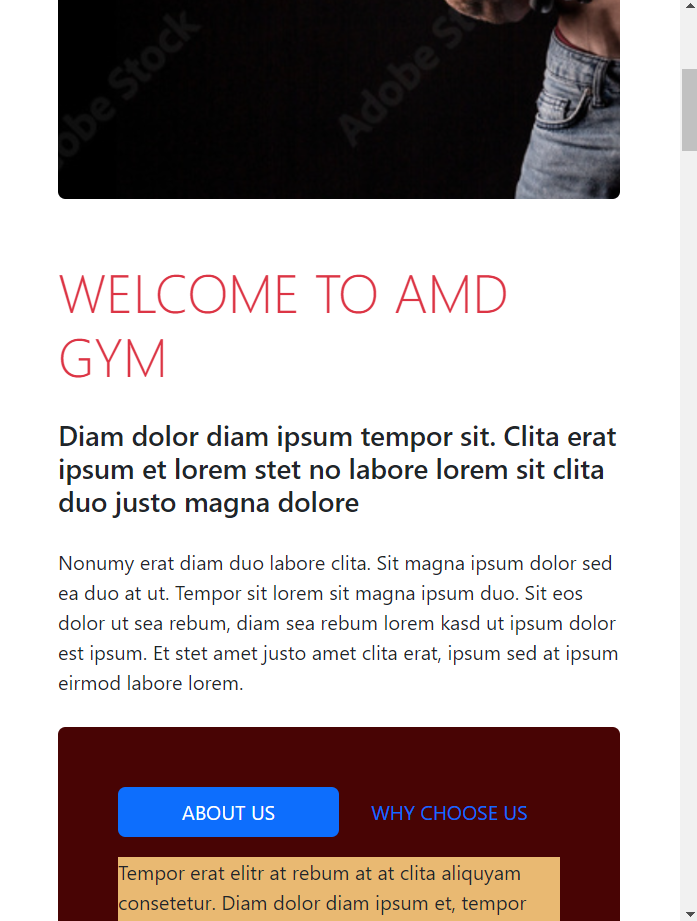 Adobe Stock
Adobe Stock
WELCOME TO AMD
GYM
Diam dolor diam ipsum tempor sit. Clita erat
ipsum et lorem stet no labore lorem sit clita
duo justo magna dolore
Nonumy erat diam duo labore clita. Sit magna ipsum dolor sed
ea duo at ut. Tempor sit lorem sit magna ipsum duo. Sit eos
dolor ut sea rebum, diam sea rebum lorem kasd ut ipsum dolor
est ipsum. Et stet amet justo amet clita erat, ipsum sed at ipsum
eirmod labore lorem.
ABOUT US
WHY CHOOSE US
Tempor erat elitr at rebum at at clita aliquyam
consetetur. Diam dolor diam ipsum et, tempor